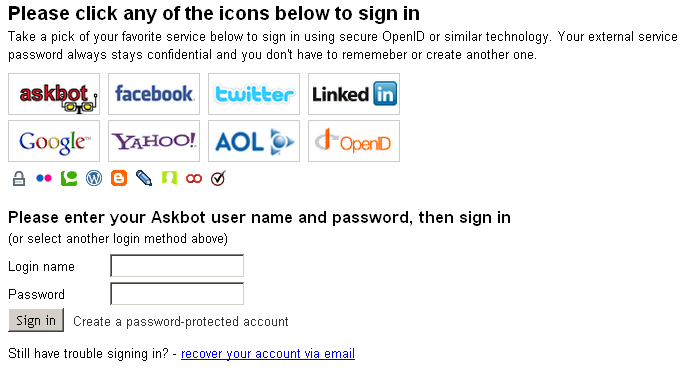 Please click any of the icons below to sign in
Take a pick of your favorite service below to sign in using secure OpenID or similar technology. Your external service
password always stays confidential and you don't have to rememeber or create another one.
askbot facebook twitter Linked in
Google™ YAHOO! AOL OpenID
Please enter your Askbot user name and password, then sign in
(or select another login method above)
Login name
Password
Sign in Create a password-protected account
Still have trouble signing in? - recover your account via email